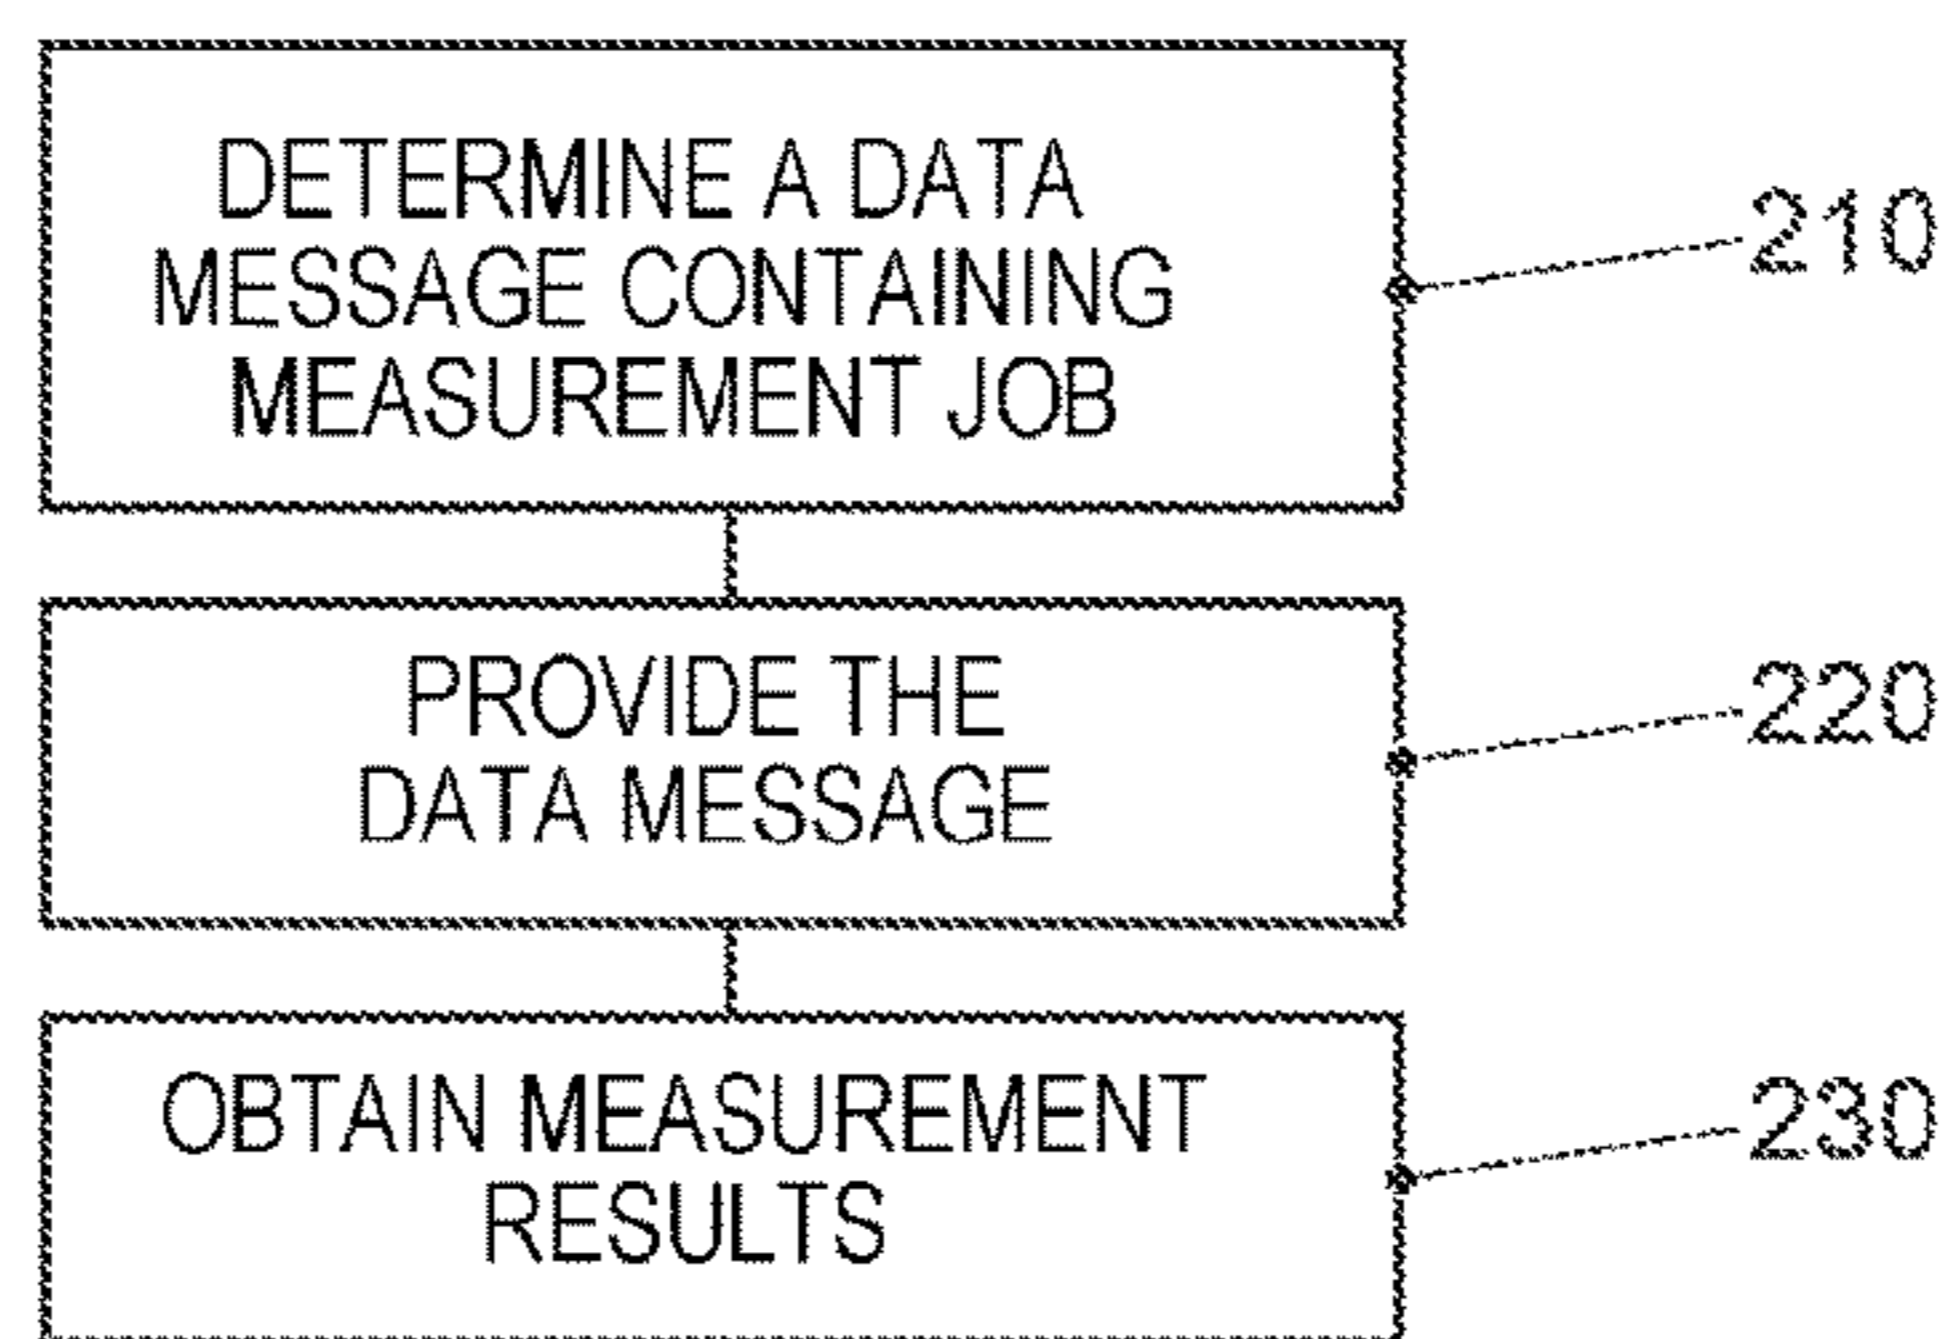 DETERMINE A DATA
MESSAGE CONTAINING
MEASUREMENT JOB
210
PROVIDE THE
DATA MESSAGE
220
OBTAIN MEASUREMENT
RESULTS
230